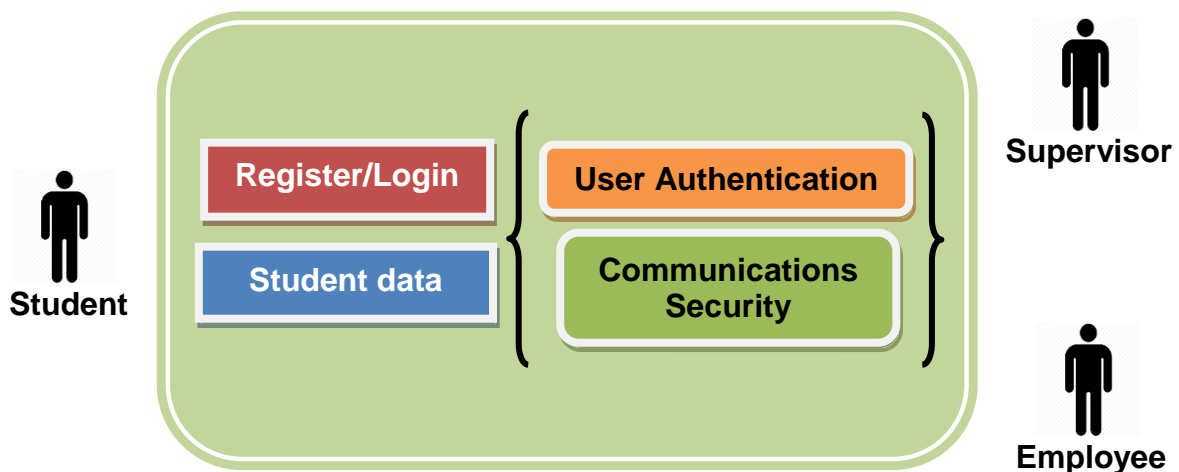 Supervisor
Register/Login
User Authentication
Student data
Communications
Security
Student
Employee